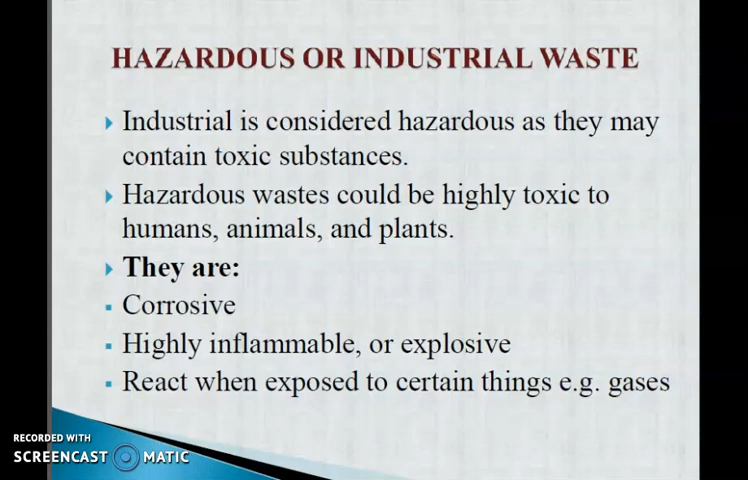 HAZARDOUS OR INDUSTRIAL WASTE
Industrial is considered hazardous as they may
contain toxic substances.
Hazardous wastes could be highly toxic to
humans, animals, and plants.
They are:
Corrosive
Highly inflammable, or explosive
React when exposed to certain things e.g. gases
RECORDED WITH
SCREENCAST MATIC